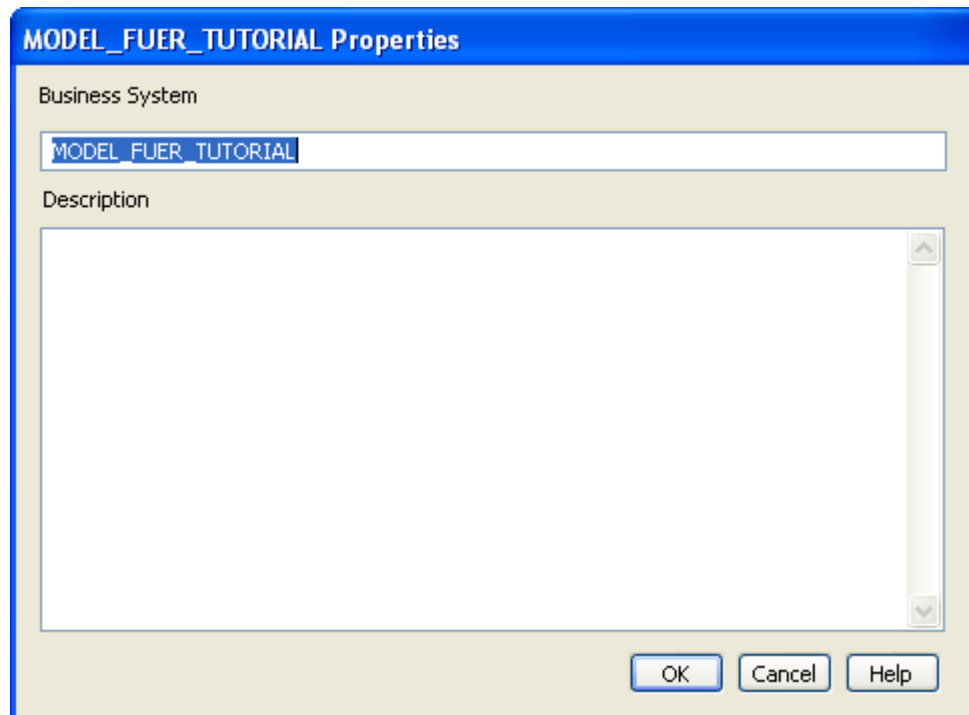 MODEL_FUER_TUTORIAL Properties
Business System
MODEL_FUER_TUTORIAL
Description
OK Cancel Help